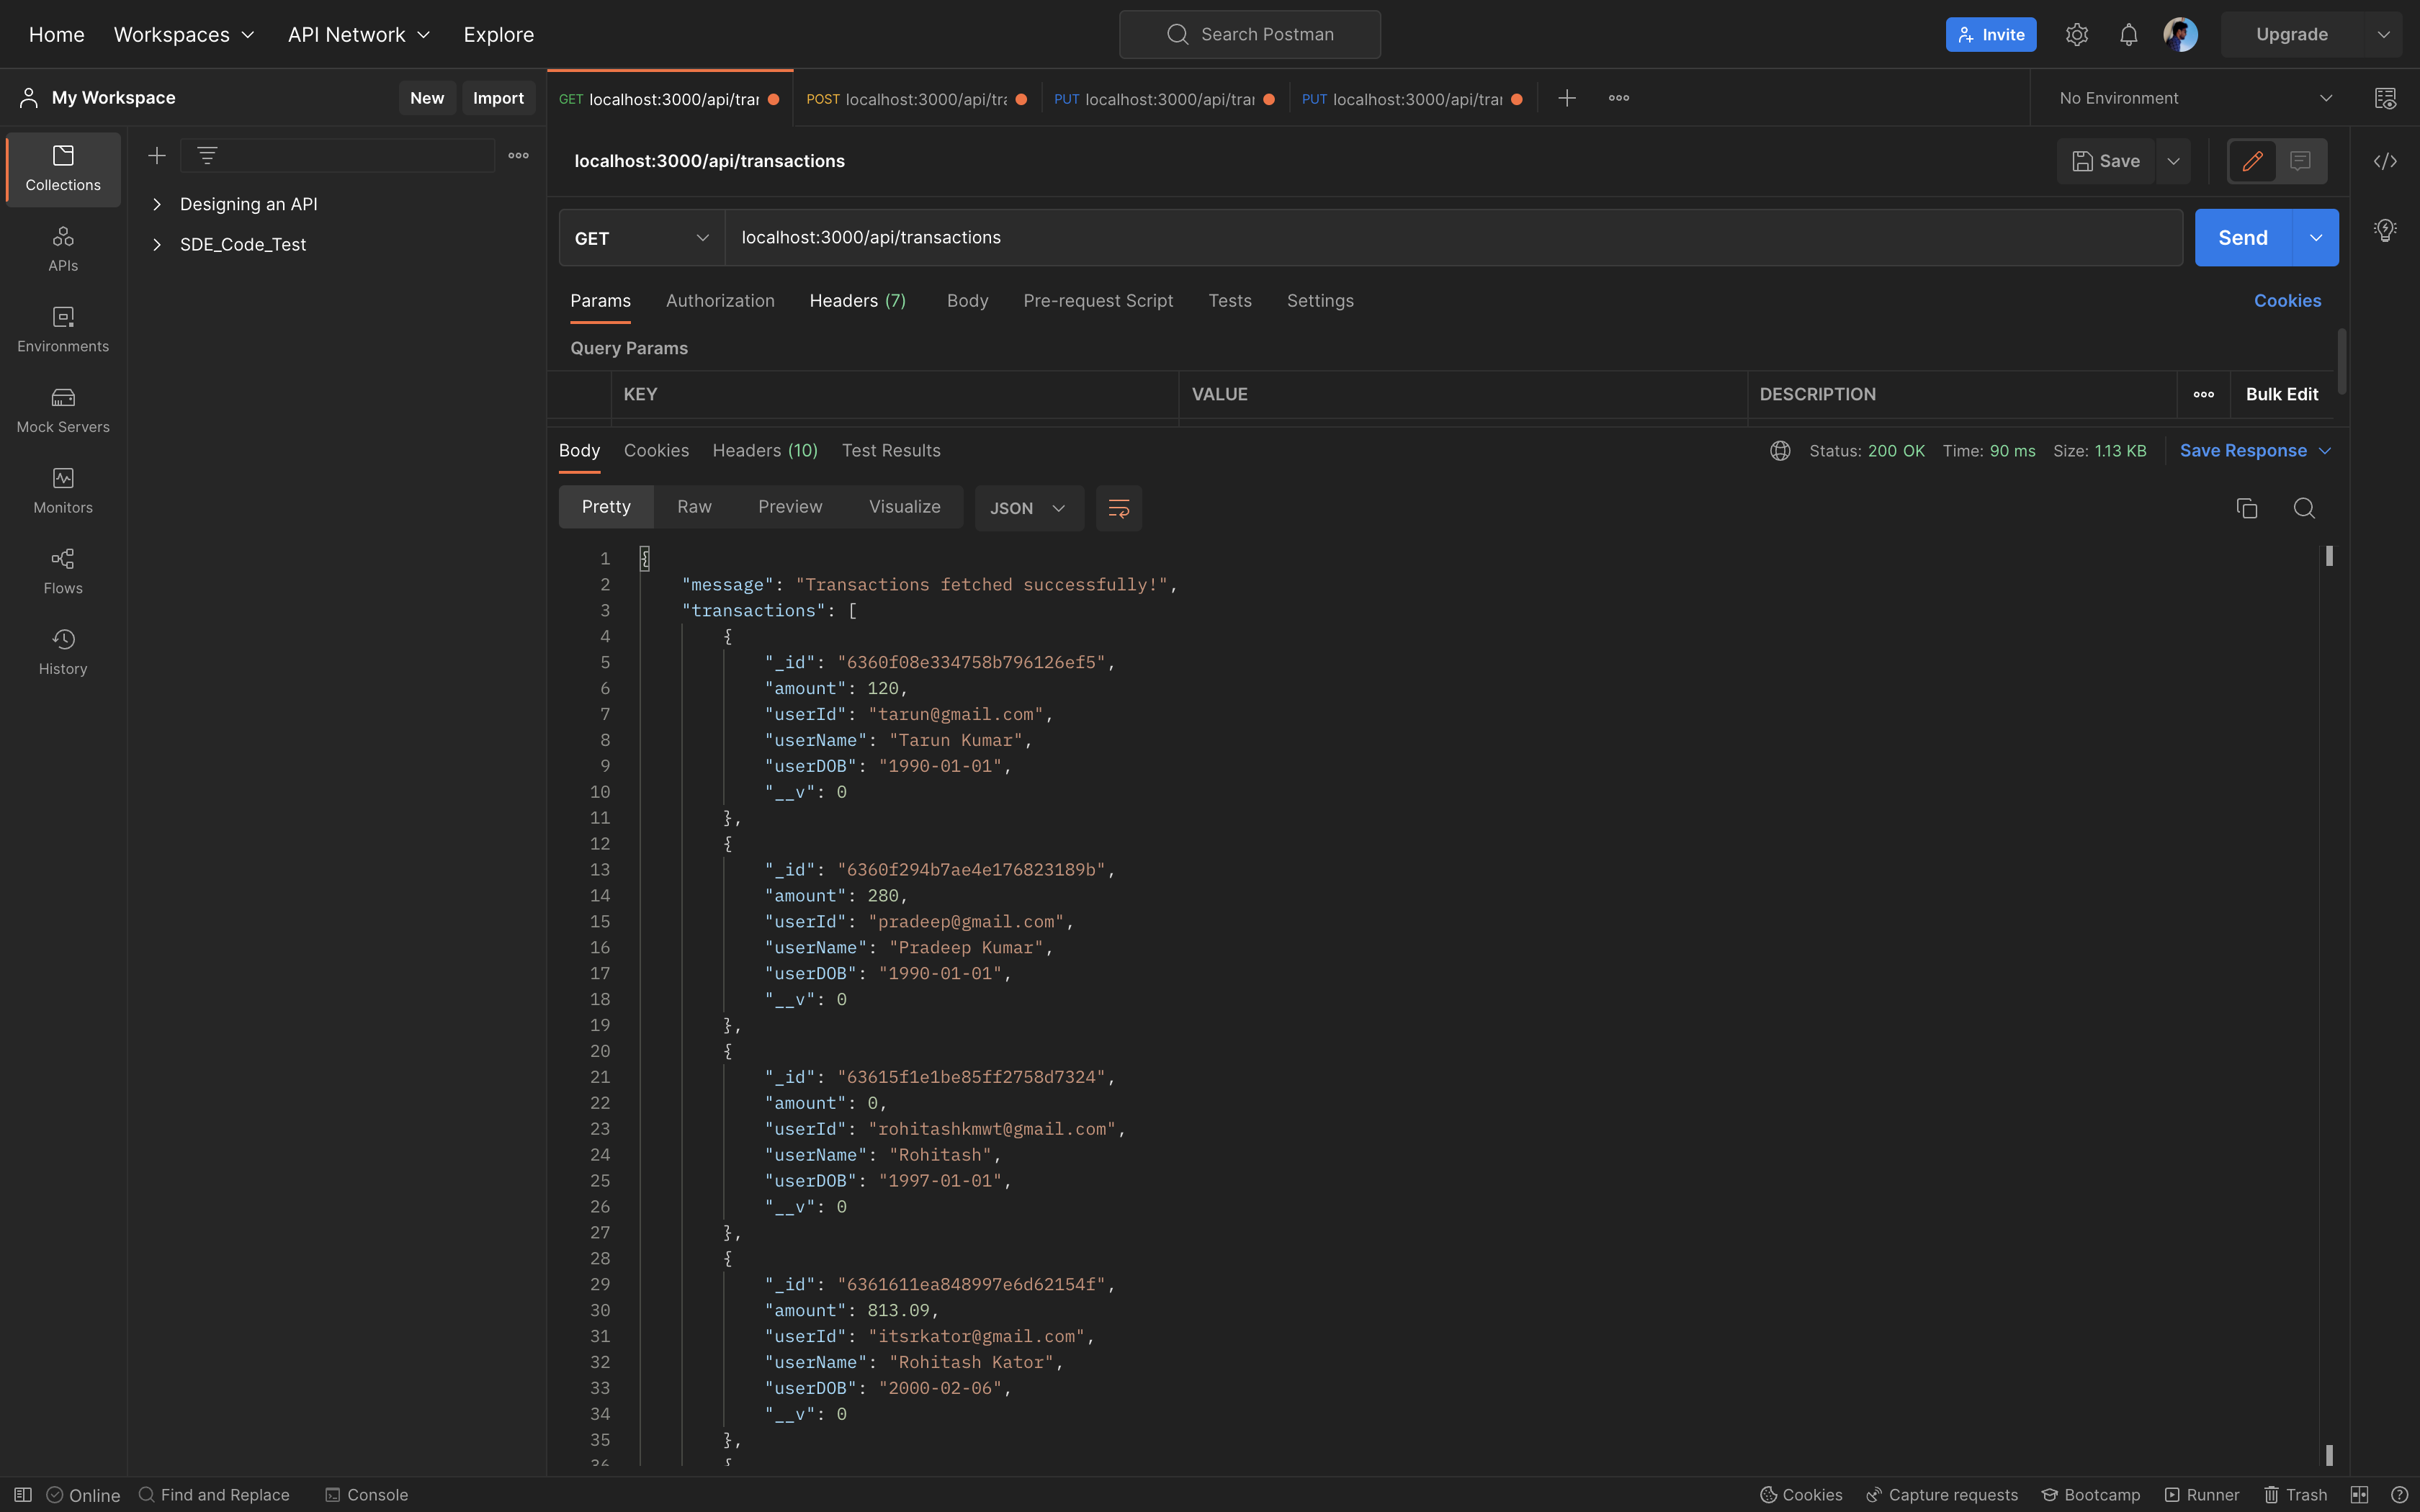 Home Workspaces API Network Explore Search Postman Invite Upgrade
My Workspace New Import
GET localhost:3000/api/trar POST localhost:3000/api/tra PUT localhost:3000/api/trar PUT localhost:3000/api/trar No Environment
Collections
APIs
Environments
Mock Servers
Monitors
Flows
History
Designing an API
SDE_Code_Test
localhost:3000/api/transactions Save
GET localhost:3000/api/transactions Send
Params Authorization Headers (7) Body Pre-request Script Tests Settings Cookies
Query Params
KEY VALUE DESCRIPTION Bulk Edit
Body Cookies Headers (10) Test Results Status: 200 OK Time: 90 ms Size: 1.13 KB Save Response
Pretty Raw Preview Visualize JSON
1 {
2 "message": "Transactions fetched successfully!",
3 "transactions": [
4 {
5 "_id": "6360f08e334758b796126ef5",
6 "amount": 120,
7 "userId": "tarun@gmail.com",
8 "userName": "Tarun Kumar",
9 "userDOB": "1990-01-01",
10 "__v": 0
11 },
12 {
13 "_id": "6360f294b7ae4e176823189b",
14 "amount": 280,
15 "userId": "pradeep@gmail.com",
16 "userName": "Pradeep Kumar",
17 "userDOB": "1990-01-01",
18 "__v": 0
19 },
20 {
21 "_id": "63615f1e1be85ff2758d7324",
22 "amount": 0,
23 "userId": "rohitashkmwt@gmail.com",
24 "userName": "Rohitash",
25 "userDOB": "1997-01-01",
26 "__v": 0
27 },
28 {
29 "_id": "6361611ea848997e6d62154f",
30 "amount": 813.09,
31 "userId": "itsrkator@gmail.com",
32 "userName": "Rohitash Kator",
33 "userDOB": "2000-02-06",
34 "__v": 0
35 },
36 {
Online Find and Replace Console Cookies Capture requests Bootcamp Runner Trash